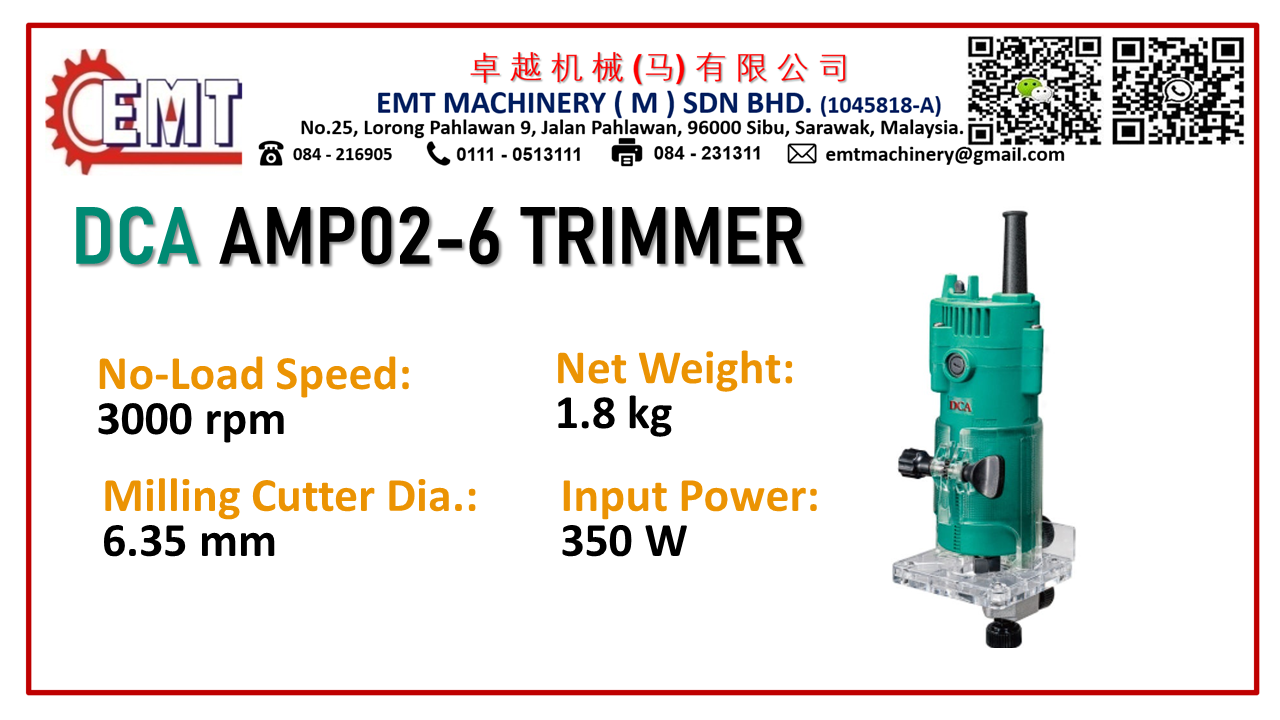 EMT
卓越机械(马)有限公司
EMT MACHINERY ( M ) SDN BHD. (1045818-A)
No.25, Lorong Pahlawan 9, Jalan Pahlawan, 96000 Sibu, Sarawak, Malaysia.
084 - 216905 0111 - 0513111 084 - 231311 emtmachinery@gmail.com
DCA AMP02-6 TRIMMER
No-Load Speed:
3000 rpm
Net Weight:
1.8 kg
Milling Cutter Dia.:
6.35 mm
Input Power:
350 W
DCA